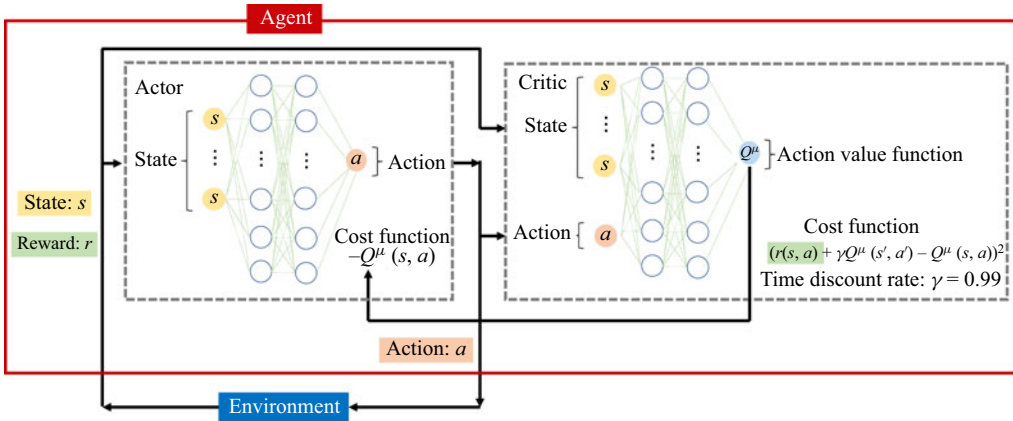 Agent
Actor
s
State
⋮
⋮
⋮
s
a
Action
Cost function
−Q^μ (s, a)
Critic
s
State
⋮
⋮
⋮
s
Q^μ
Action value function
Action
a
Cost function
(r(s, a) + γQ^μ (s′, a′) − Q^μ (s, a))²
Time discount rate: γ = 0.99
State: s
Reward: r
Action: a
Environment